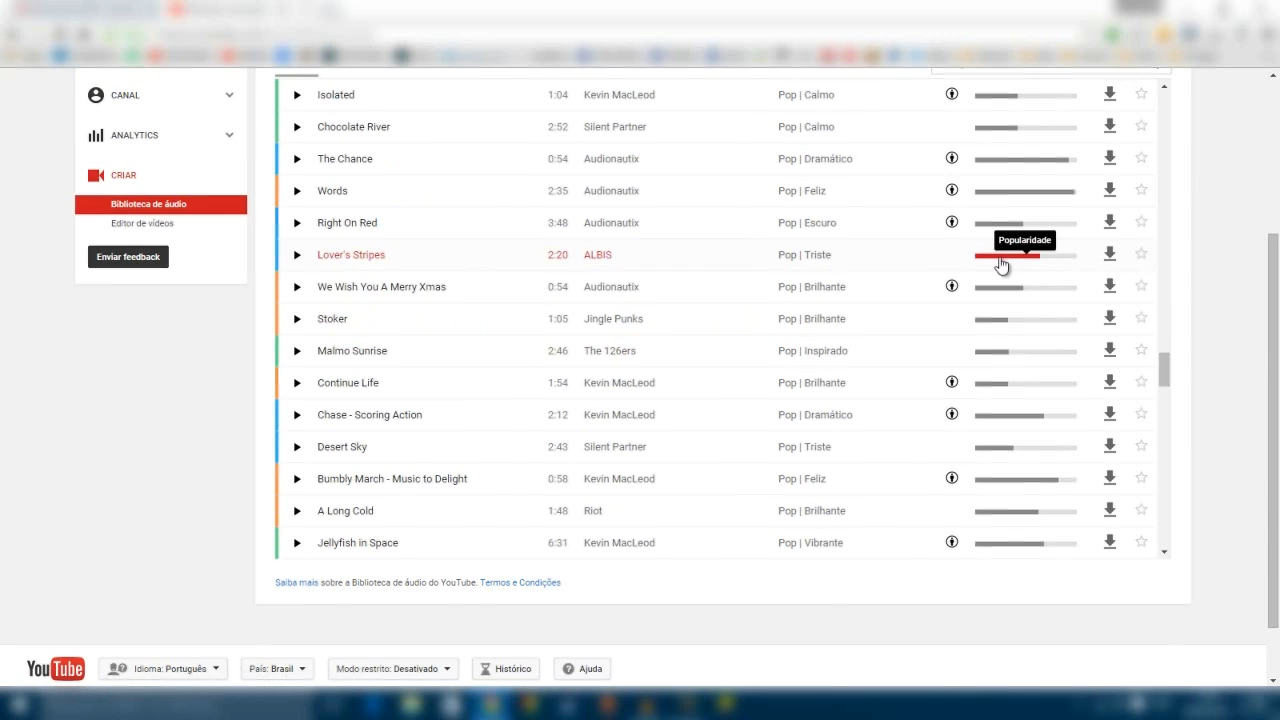 CANAL
ANALYTICS
CRIAR
Biblioteca de áudio
Editor de vídeos
Enviar feedback
Isolated 1:04 Kevin MacLeod Pop | Calmo
Chocolate River 2:52 Silent Partner Pop | Calmo
The Chance 0:54 Audionautix Pop | Dramático
Words 2:35 Audionautix Pop | Feliz
Right On Red 3:48 Audionautix Pop | Escuro
Popularidade
Lover's Stripes 2:20 ALBIS Pop | Triste
We Wish You A Merry Xmas 0:54 Audionautix Pop | Brilhante
Stoker 1:05 Jingle Punks Pop | Brilhante
Malmo Sunrise 2:46 The 126ers Pop | Inspirado
Continue Life 1:54 Kevin MacLeod Pop | Brilhante
Chase - Scoring Action 2:12 Kevin MacLeod Pop | Dramático
Desert Sky 2:43 Silent Partner Pop | Triste
Bumbly March - Music to Delight 0:58 Kevin MacLeod Pop | Feliz
A Long Cold 1:48 Riot Pop | Brilhante
Jellyfish in Space 6:31 Kevin MacLeod Pop | Vibrante
Saiba mais sobre a Biblioteca de áudio do YouTube. Termos e Condições
YouTube Idioma: Português País: Brasil Modo restrito: Desativado Histórico Ajuda